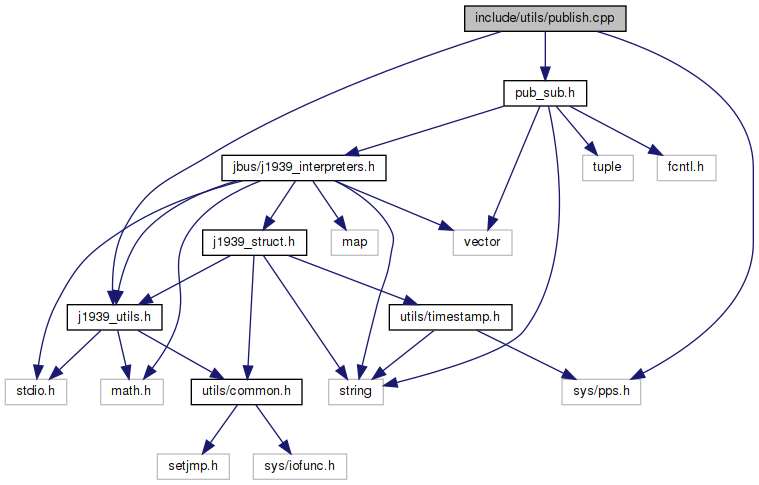 include/utils/publish.cpp
pub_sub.h
jbus/j1939_interpreters.h
tuple
fcntl.h
j1939_struct.h
map
vector
j1939_utils.h
utils/timestamp.h
stdio.h
math.h
utils/common.h
string
sys/pps.h
setjmp.h
sys/iofunc.h